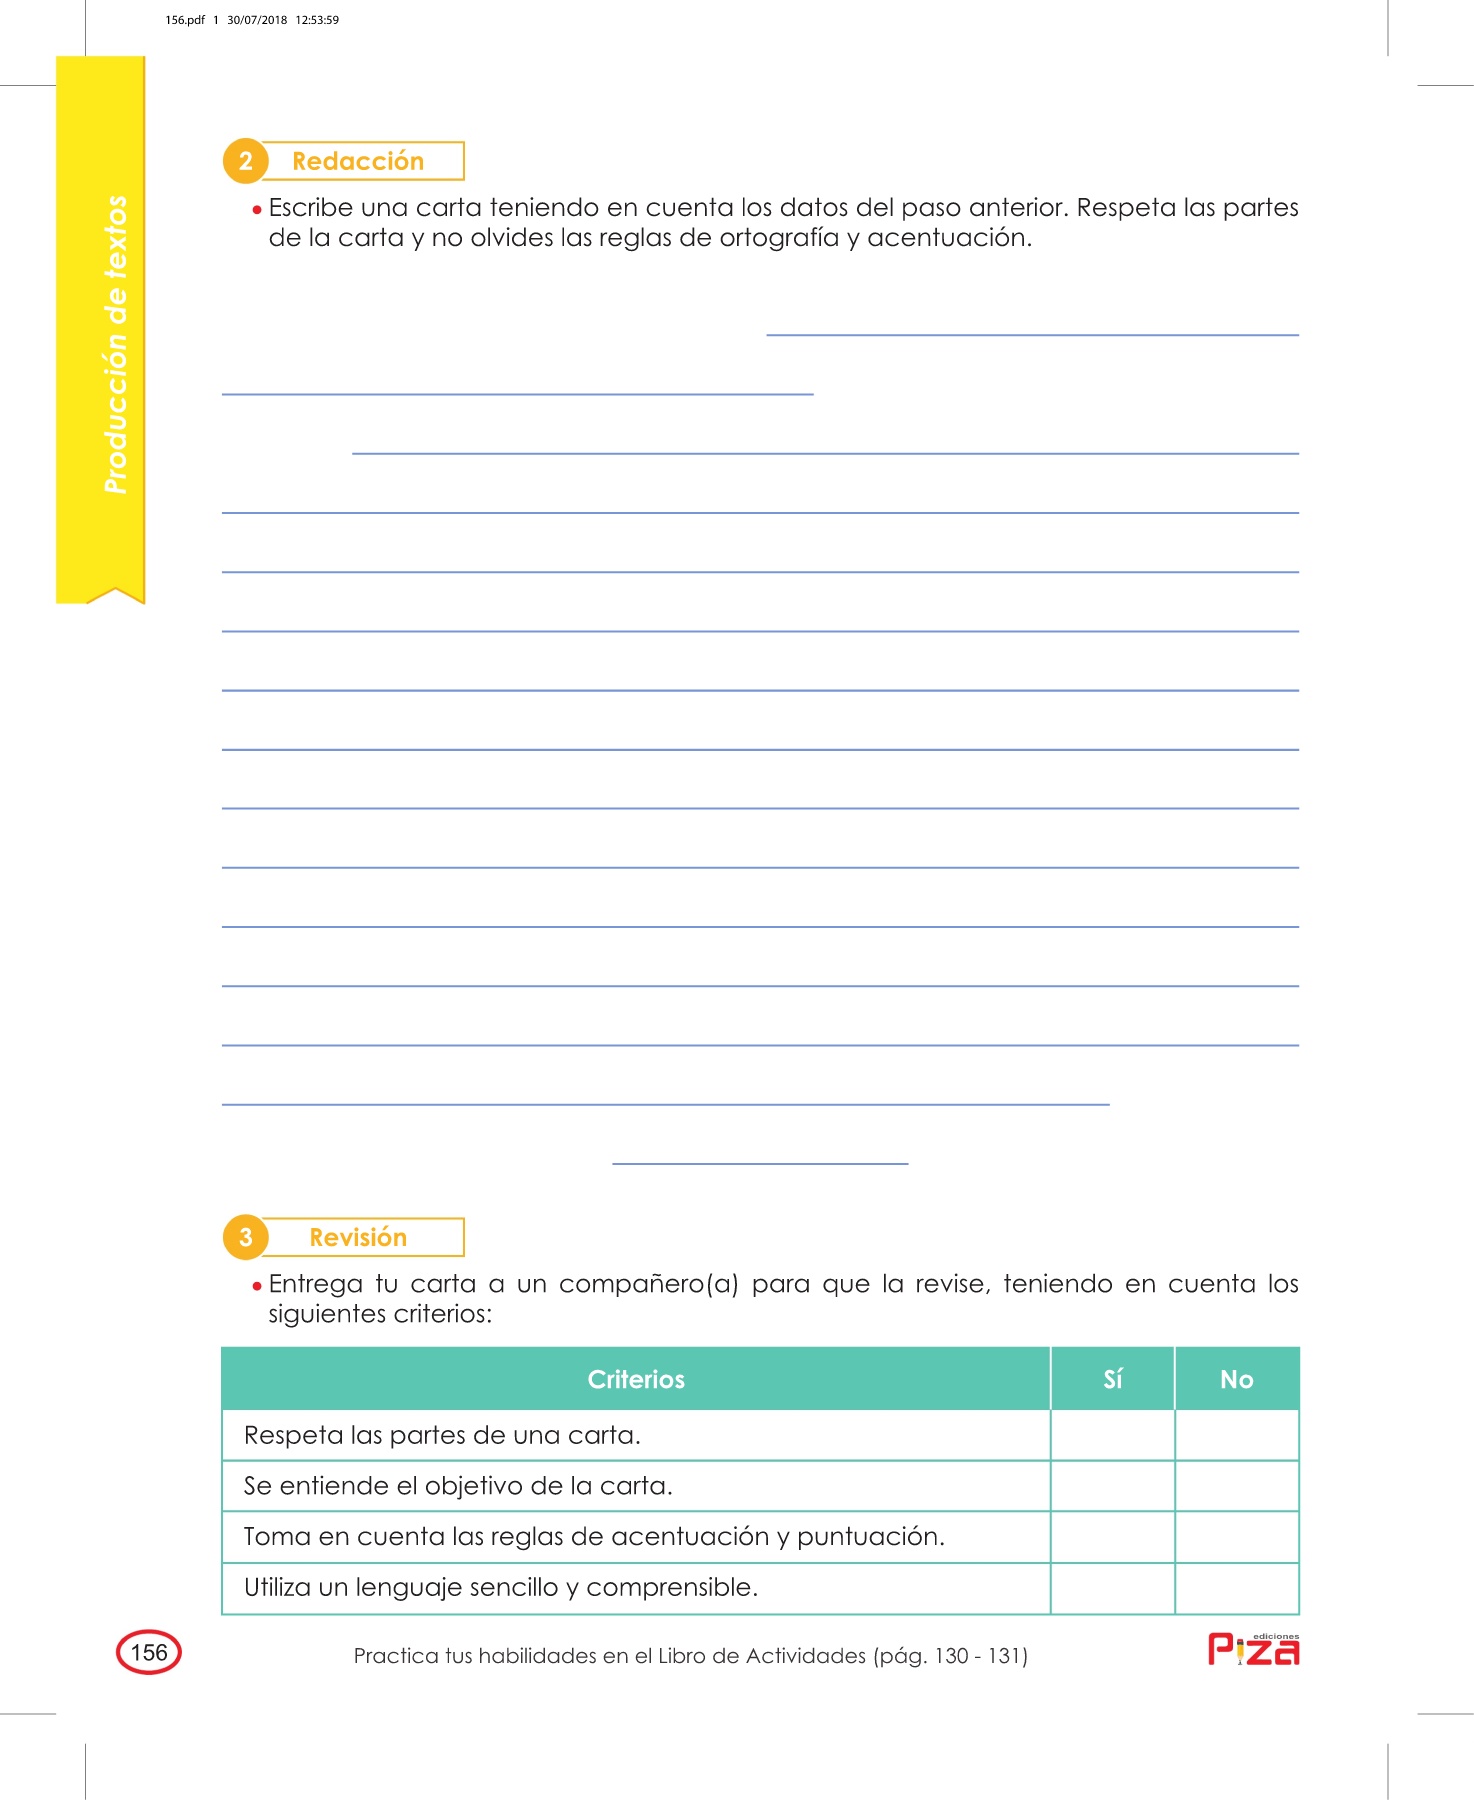 156.pdf 1 30/07/2018 12:53:59
Producción de textos
2 Redacción
• Escribe una carta teniendo en cuenta los datos del paso anterior. Respeta las partes
de la carta y no olvides las reglas de ortografía y acentuación.
3 Revisión
• Entrega tu carta a un compañero(a) para que la revise, teniendo en cuenta los
siguientes criterios:
Criterios Sí No
Respeta las partes de una carta.
Se entiende el objetivo de la carta.
Toma en cuenta las reglas de acentuación y puntuación.
Utiliza un lenguaje sencillo y comprensible.
156
Practica tus habilidades en el Libro de Actividades (pág. 130 - 131)
ediciones
Piza